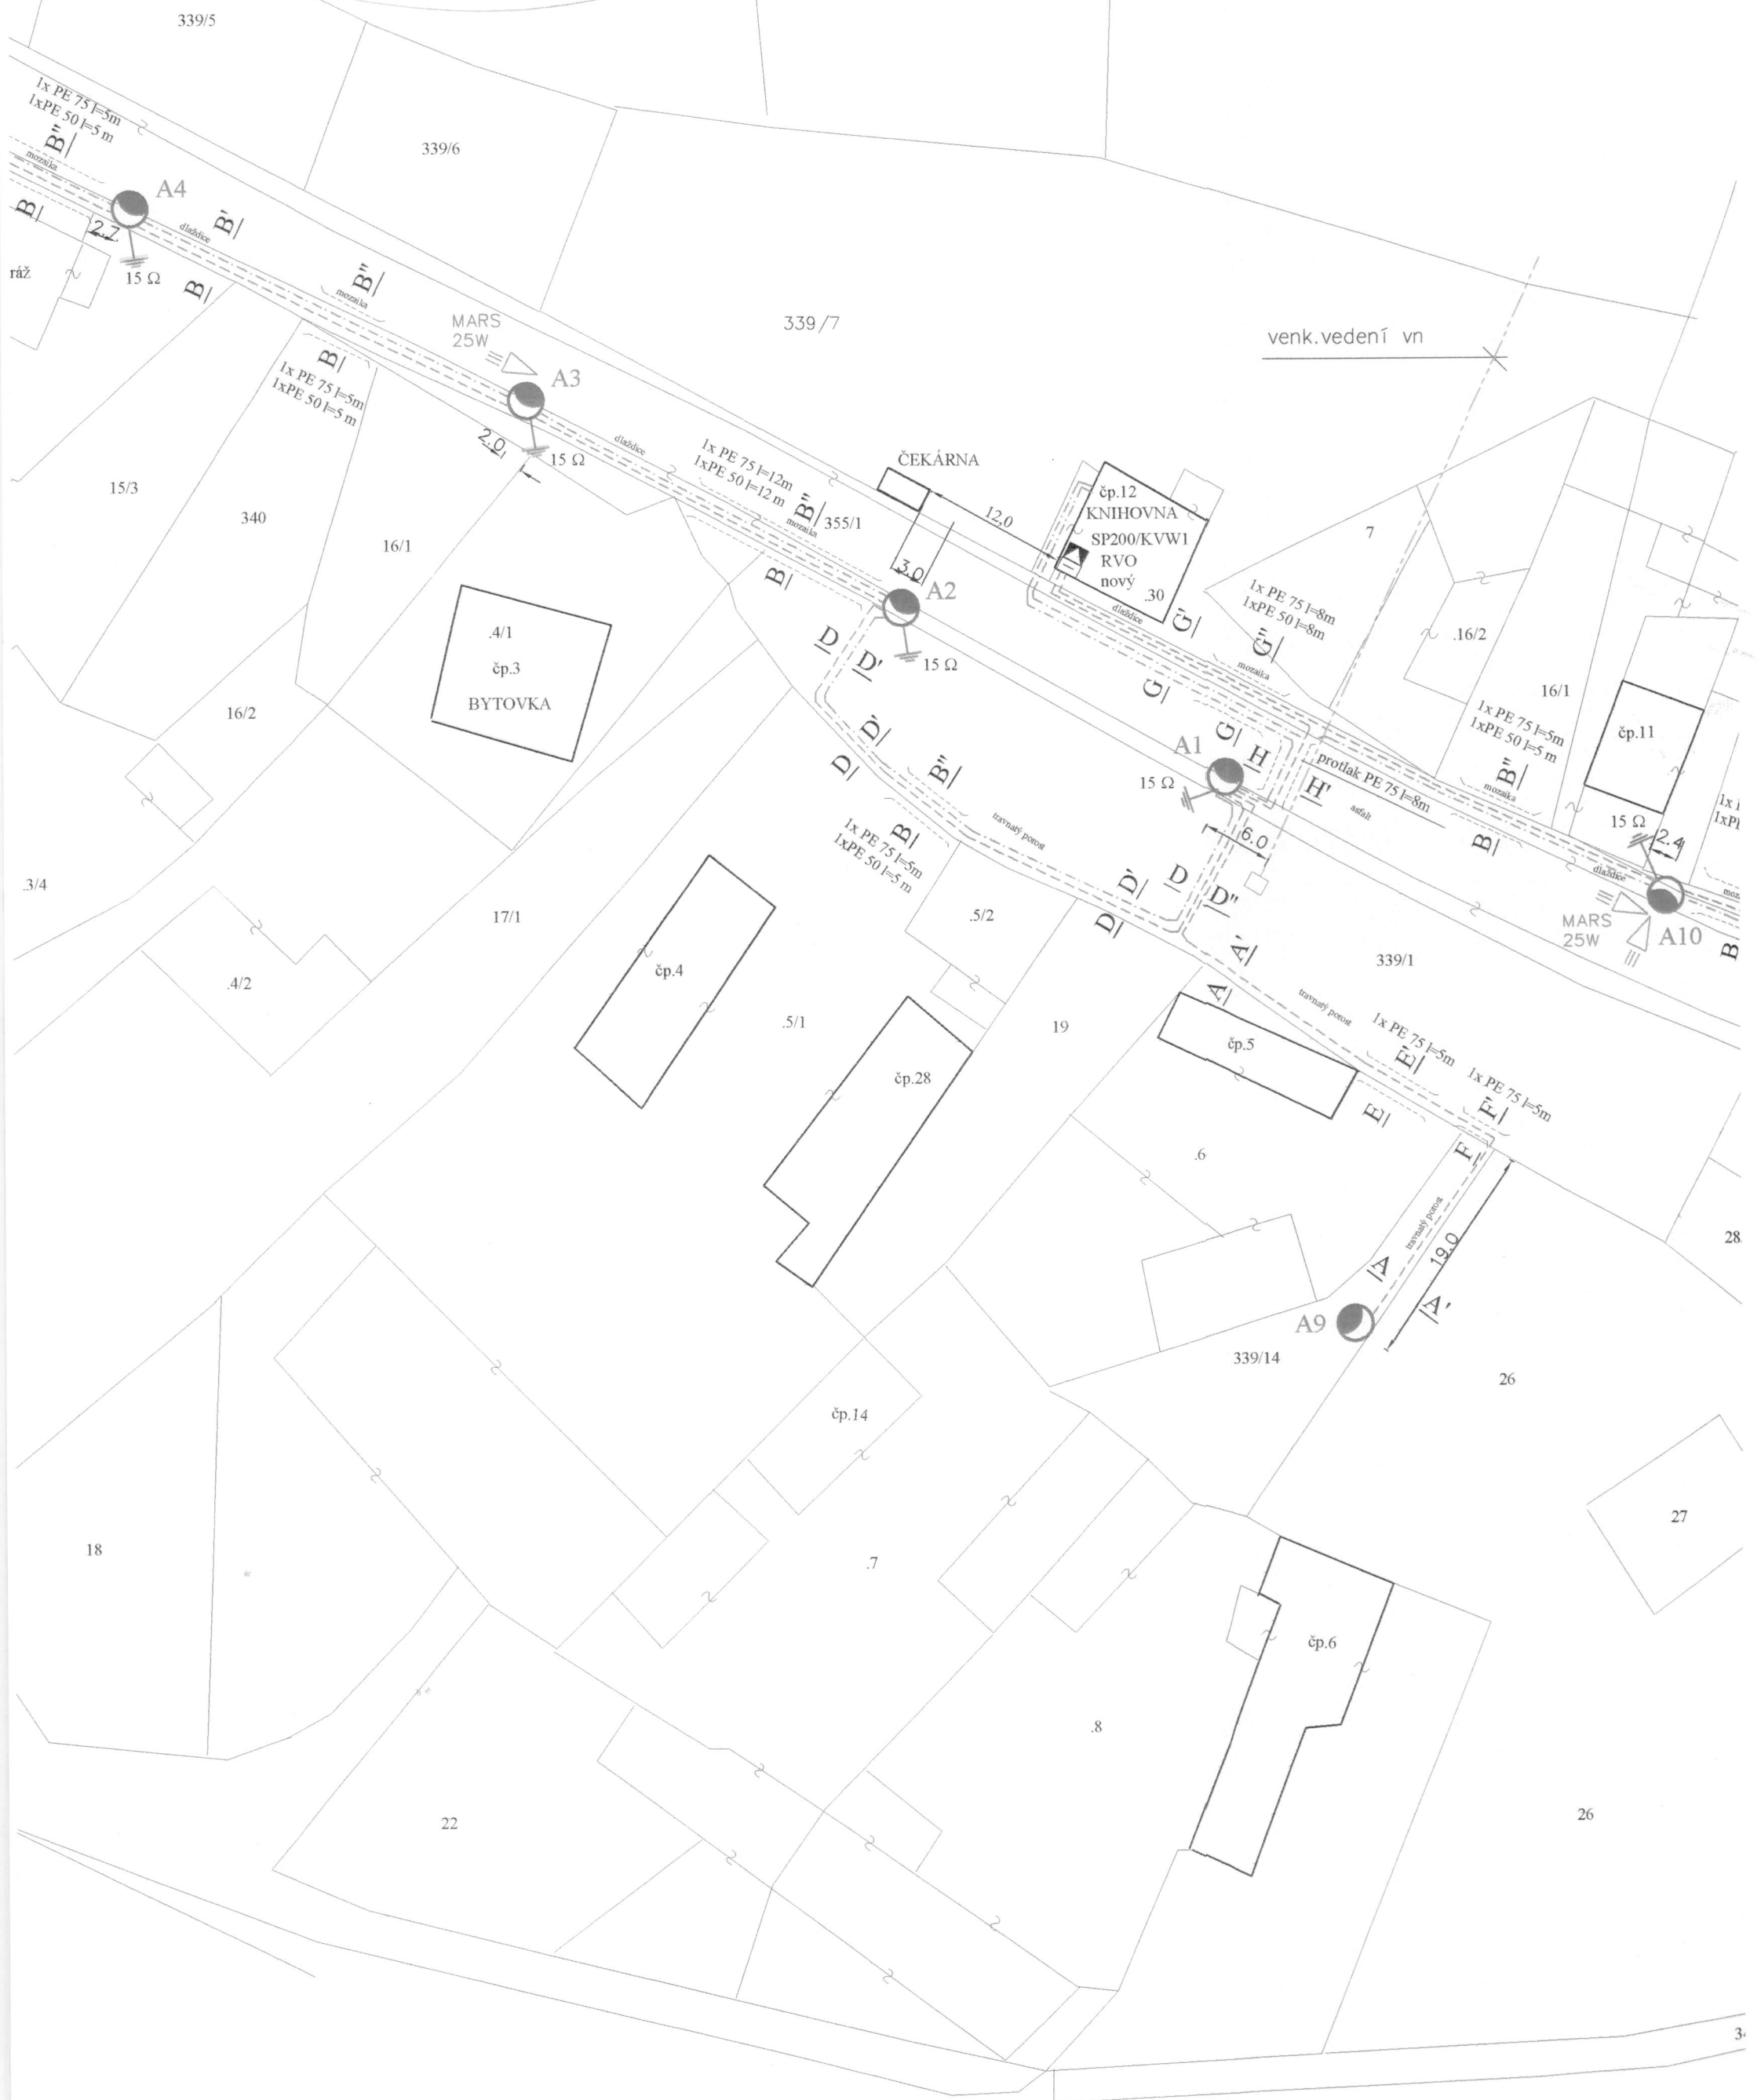 339/5
1x PE 75 l=5m
1xPE 50 l=5 m
B"
mozaika
339/6
A4
B
B'
dlaždice
2.7
ráž
15 Ω
B
B"
mozaika
MARS
25W
339/7
venk.vedení vn
B
1x PE 75 l=5m
1xPE 50 l=5 m
A3
2.0
15 Ω
dlaždice
1x PE 75 l=12m
1xPE 50 l=12 m
B"
mozaika
355/1
ČEKÁRNA
12,0
čp.12
KNIHOVNA
SP200/KVW1
RVO
nový
.30
7
15/3
340
16/1
3.0
B
A2
dlaždice
G'
1x PE 75 l=8m
1xPE 50 l=8m
G"
mozaika
.16/2
.4/1
čp.3
BYTOVKA
D
D'
15 Ω
G
16/1
16/2
D'
D
B"
G
H
A1
15 Ω
protlak PE 75 l=8m
H'
asfalt
1x PE 75 l=5m
1xPE 50 l=5 m
B"
mozaika
čp.11
1x
15 Ω
2.4
B
B
1x PE 75 l=5m
1xPE 50 l=5 m
travnatý porost
6.0
dlaždice
.3/4
17/1
.5/2
D'
D
D"
D
A'
MARS
25W
A10
B
.4/2
čp.4
.5/1
339/1
A
travnatý porost
1x PE 75 l=5m
19
čp.5
E'
1x PE 75 l=5m
čp.28
E
F'
F
.6
travnatý porost
19.0
28
A
A'
A9
339/14
26
čp.14
27
18
.7
čp.6
.8
22
26